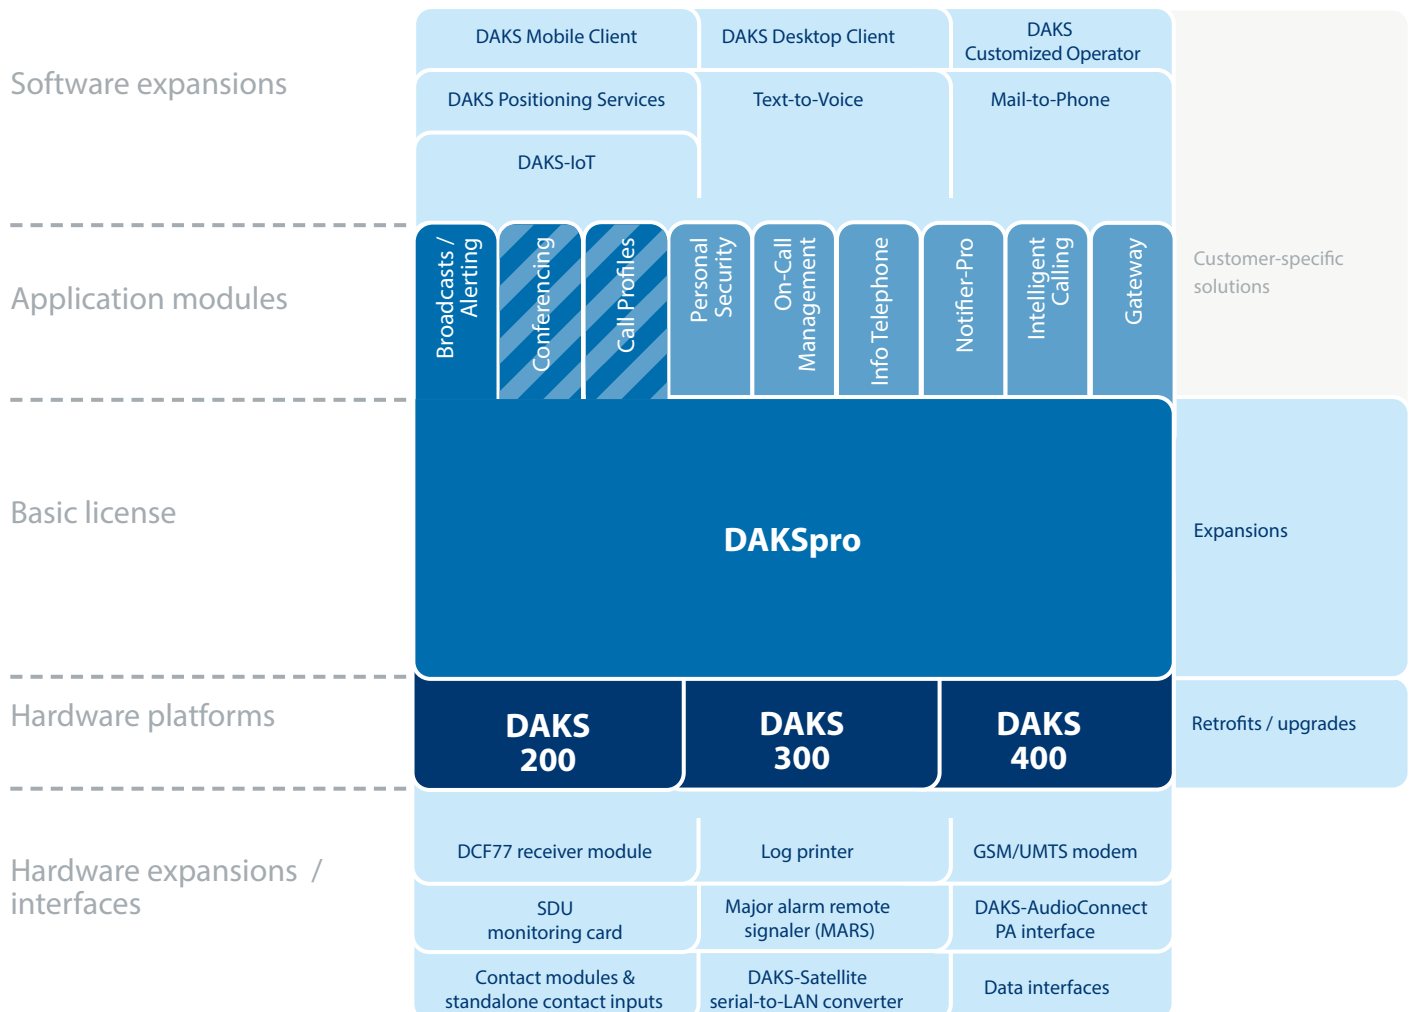 DAKS Mobile Client
DAKS Desktop Client
DAKS
Customized Operator
Software expansions
DAKS Positioning Services
Text-to-Voice
Mail-to-Phone
DAKS-IoT
Application modules
Broadcasts /
Alerting
Conferencing
Call Profiles
Personal
Security
On-Call
Management
Info Telephone
Notifier-Pro
Intelligent
Calling
Gateway
Customer-specific
solutions
Basic license
DAKSpro
Expansions
Hardware platforms
DAKS
200
DAKS
300
DAKS
400
Retrofits / upgrades
Hardware expansions /
interfaces
DCF77 receiver module
Log printer
GSM/UMTS modem
SDU
monitoring card
Major alarm remote
signaler (MARS)
DAKS-AudioConnect
PA interface
Contact modules &
standalone contact inputs
DAKS-Satellite
serial-to-LAN converter
Data interfaces